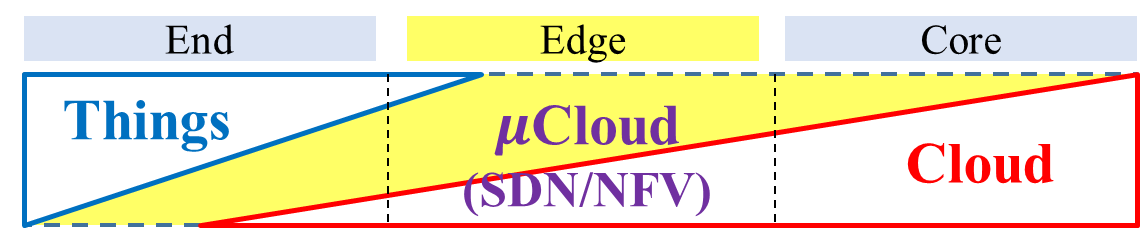 End
Edge
Core
Things
μCloud
(SDN/NFV)
Cloud